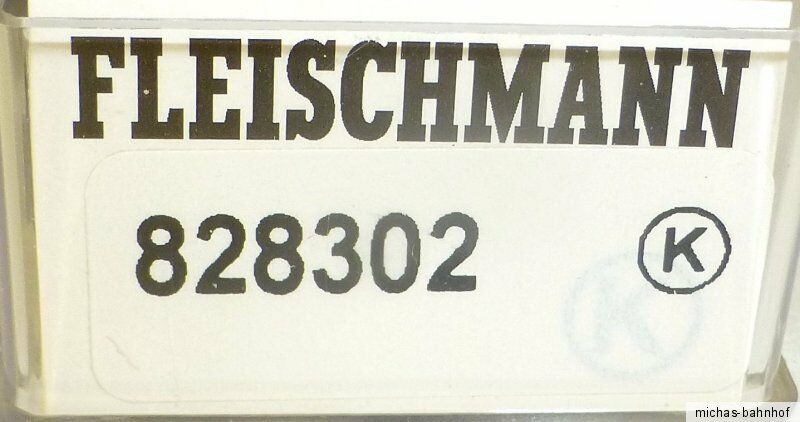 FLEISCHMANN
828302 K
K
michas-bahnhof